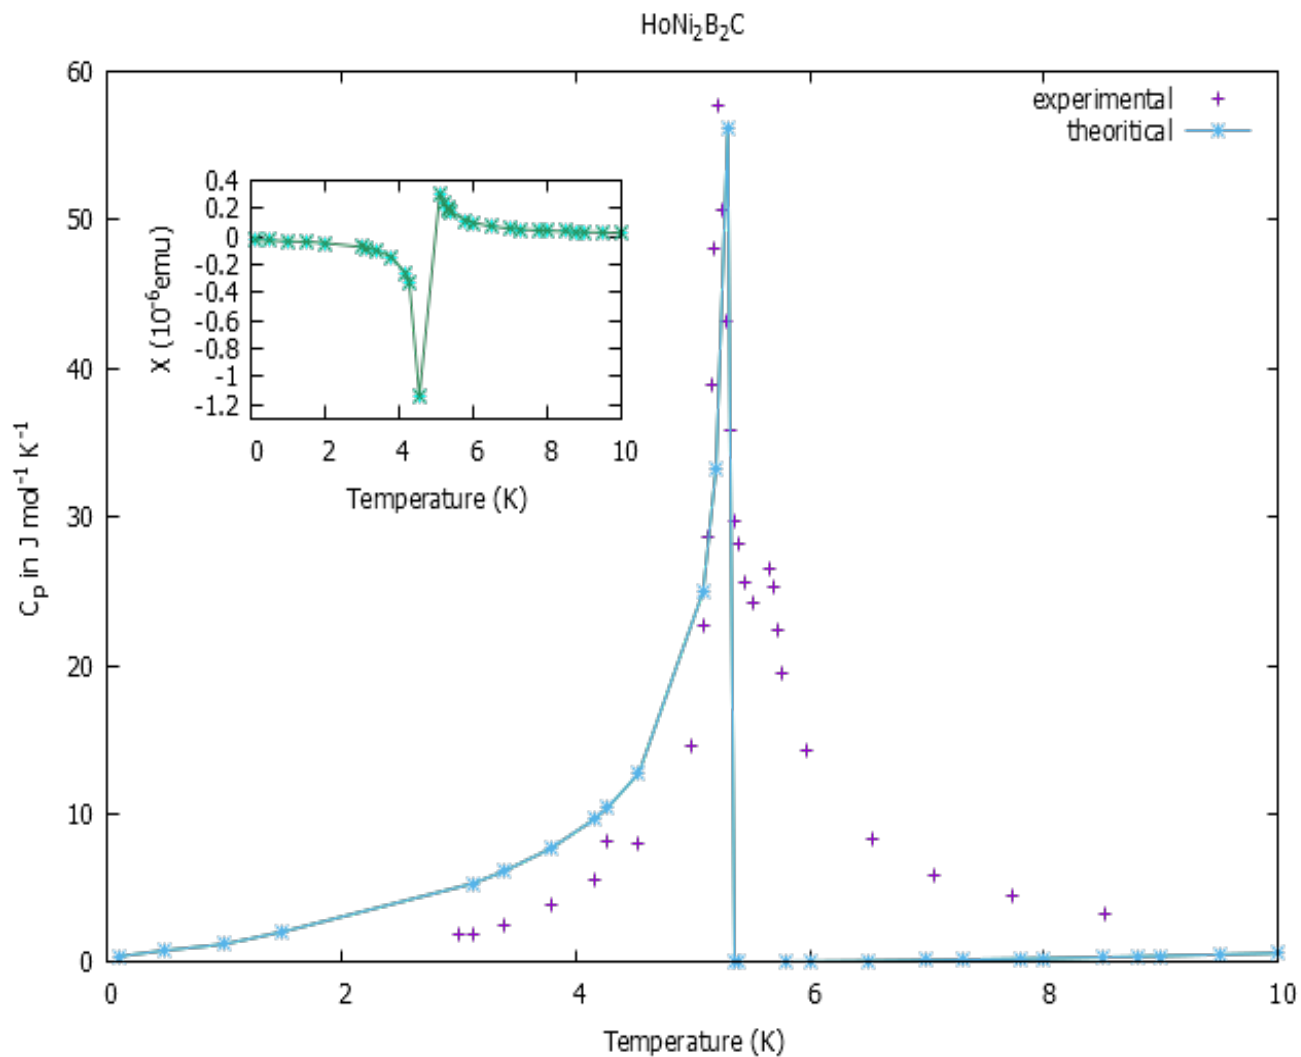 HoNi₂B₂C
60
50
40
30
20
10
0
C_p in J mol⁻¹ K⁻¹
0 2 4 6 8 10
Temperature (K)
experimental
theoritical
0.4
0.2
0
-0.2
-0.4
-0.6
-0.8
-1
-1.2
X (10⁻⁶emu)
0 2 4 6 8 10
Temperature (K)